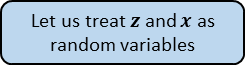 Let us treat z and x as
random variables